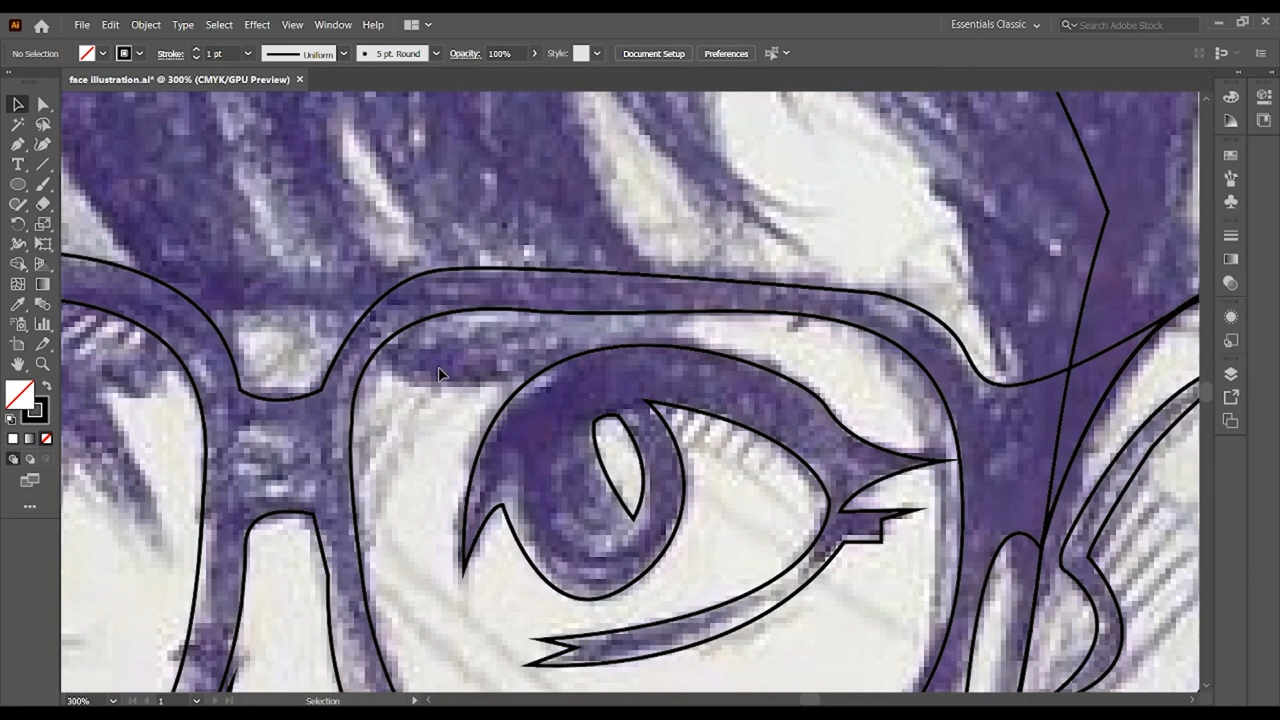 Ai File Edit Object Type Select Effect View Window Help Essentials Classic Search Adobe Stock
No Selection Stroke: 1 pt Uniform 5 pt. Round Opacity: 100% Style: Document Setup Preferences
face illustration.ai* @ 300% (CMYK/GPU Preview)
300% 1 Selection